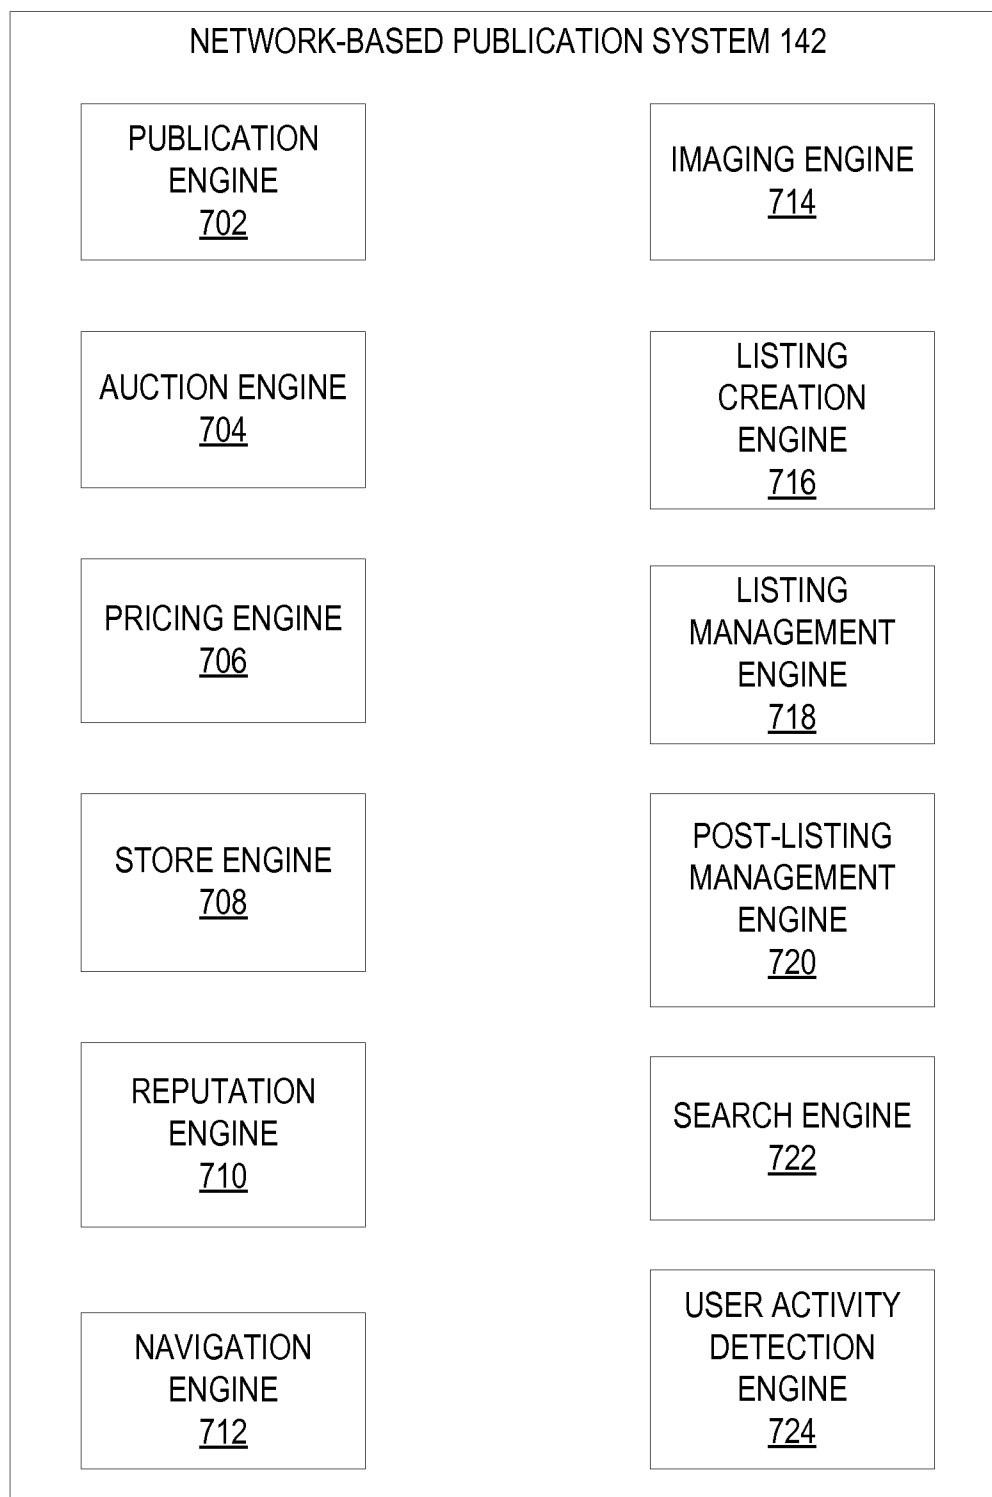 NETWORK-BASED PUBLICATION SYSTEM 142
PUBLICATION
ENGINE
702
AUCTION ENGINE
704
PRICING ENGINE
706
STORE ENGINE
708
REPUTATION
ENGINE
710
NAVIGATION
ENGINE
712
IMAGING ENGINE
714
LISTING
CREATION
ENGINE
716
LISTING
MANAGEMENT
ENGINE
718
POST-LISTING
MANAGEMENT
ENGINE
720
SEARCH ENGINE
722
USER ACTIVITY
DETECTION
ENGINE
724